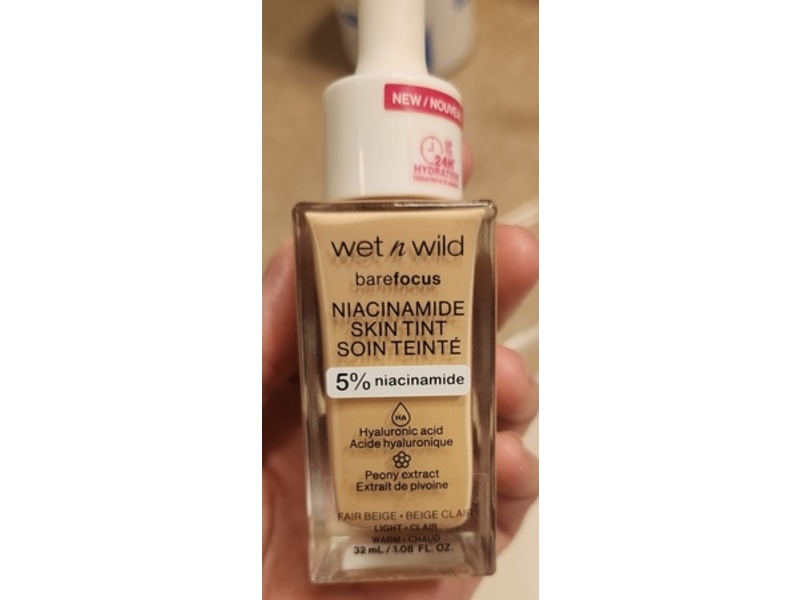 NEW / NOUVEAU
UP TO
24H*
HYDRATION
wet n wild
barefocus
NIACINAMIDE
SKIN TINT
SOIN TEINTÉ
5% niacinamide
HA
Hyaluronic acid
Acide hyaluronique
Peony extract
Extrait de pivoine
FAIR BEIGE • BEIGE CLAIR
LIGHT • CLAIR
WARM • CHAUD
32 mL / 1.08 FL. OZ.